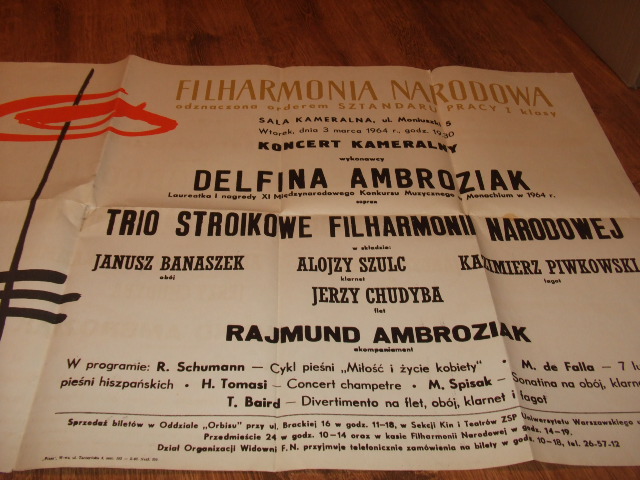 FILHARMONIA NARODOWA
odznaczona orderem SZTANDARU PRACY I klasy
SALA KAMERALNA, ul. Moniuszki 5
Wtorek, dnia 3 marca 1964 r., godz. 19.30
KONCERT KAMERALNY
wykonawcy
DELFINA AMBROZIAK
Laureatka I nagrody XI Międzynarodowego Konkursu Muzycznego w Monachium w 1964 r.
sopran
TRIO STROIKOWE FILHARMONII NARODOWEJ
w składzie:
JANUSZ BANASZEK ALOJZY SZULC KAZIMIERZ PIWKOWSKI
obój klarnet fagot
JERZY CHUDYBA
flet
RAJMUND AMBROZIAK
akompaniament
W programie: R. Schumann — Cykl pieśni „Miłość i życie kobiety" • M. de Falla — 7 lu
pieśni hiszpańskich • H. Tomasi — Concert champetre • M. Spisak — Sonatina na obój, klarnet
T. Baird — Divertimento na flet, obój, klarnet i fagot
Sprzedaż biletów w Oddziale „Orbisu" przy ul. Brackiej 16 w godz. 11-18, w Sekcji Kin i Teatrów ZSP Uniwersytetu Warszawskiego
Przedmieście 24 w godz. 10-14 oraz w kasie Filharmonii Narodowej w godz. 14-19.
Dział Organizacji Widowni F.N. przyjmuje telefonicznie zamówienia na bilety w godz. 10-18, tel. 26-57-12